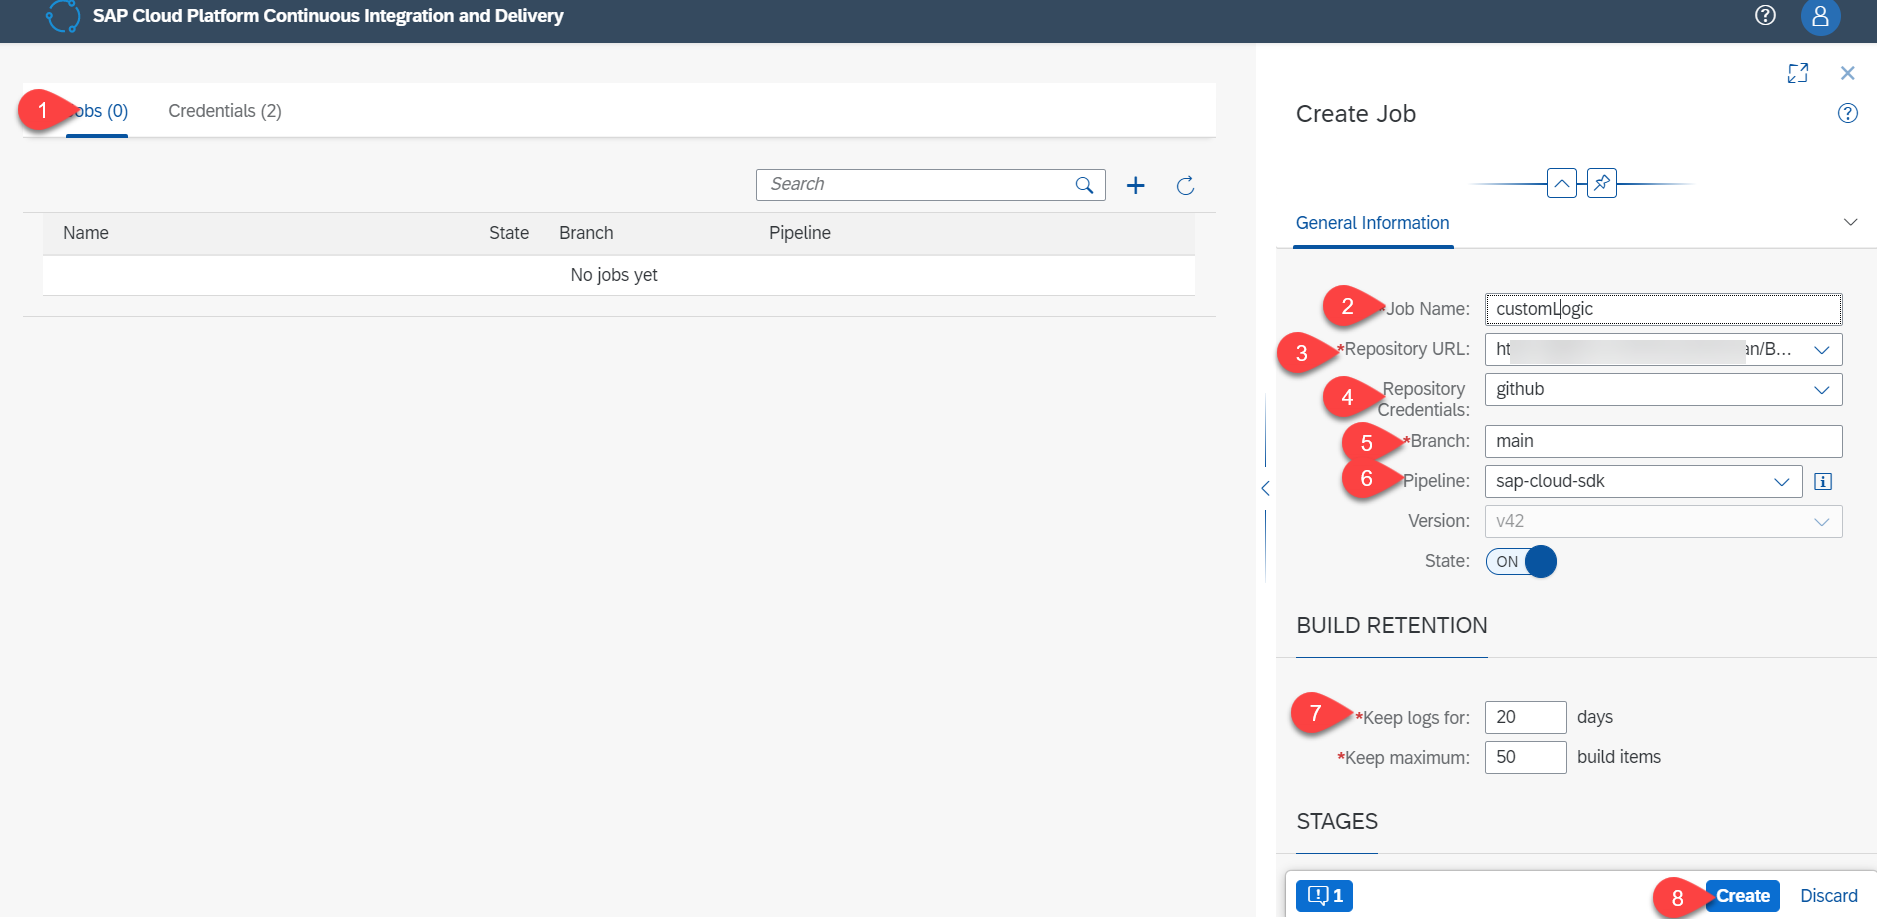 SAP Cloud Platform Continuous Integration and Delivery
1 Jobs (0) Credentials (2)
Search
Name State Branch Pipeline
No jobs yet
Create Job
General Information
2 *Job Name: customLogic
3 *Repository URL: ht an/B...
4 Repository Credentials: github
5 *Branch: main
6 Pipeline: sap-cloud-sdk
Version: v42
State: ON
BUILD RETENTION
7 *Keep logs for: 20 days
*Keep maximum: 50 build items
STAGES
1 8 Create Discard